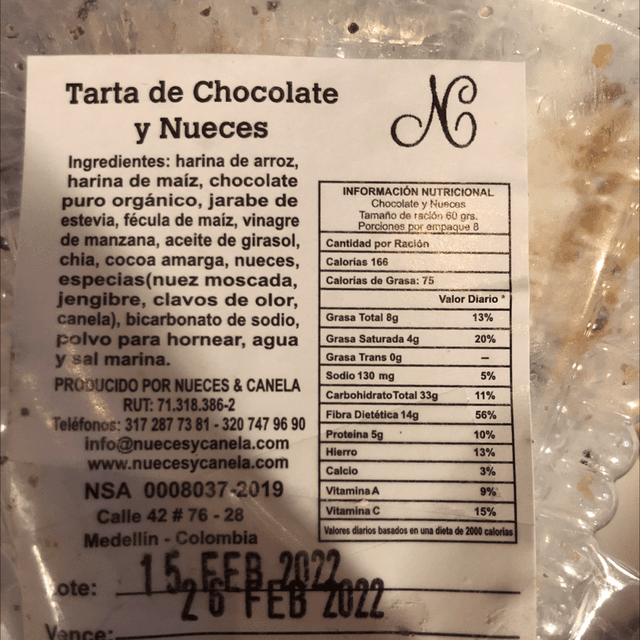 Tarta de Chocolate
y Nueces
NC
Ingredientes: harina de arroz,
harina de maíz, chocolate
puro orgánico, jarabe de
estevia, fécula de maíz, vinagre
de manzana, aceite de girasol,
chia, cocoa amarga, nueces,
especias(nuez moscada,
jengibre, clavos de olor,
canela), bicarbonato de sodio,
polvo para hornear, agua
y sal marina.
PRODUCIDO POR NUECES & CANELA
RUT: 71.318.386-2
Teléfonos: 317 287 73 81 - 320 747 96 90
info@nuecesycanela.com
www.nuecesycanela.com
NSA 0008037-2019
Calle 42 # 76 - 28
Medellin - Colombia
INFORMACIÓN NUTRICIONAL
Chocolate y Nueces
Tamaño de ración 60 grs.
Porciones por empaque 8
Cantidad por Ración
Calorias 166
Calorias de Grasa: 75
Valor Diario *
Grasa Total 8g 13%
Grasa Saturada 4g 20%
Grasa Trans 0g –
Sodio 130 mg 5%
Carbohidrato Total 33g 11%
Fibra Dietética 14g 56%
Proteina 5g 10%
Hierro 13%
Calcio 3%
Vitamina A 9%
Vitamina C 15%
Valores diarios basados en una dieta de 2000 calorias
ote: 15 FEB 2022
26 FEB 2022
Vence: